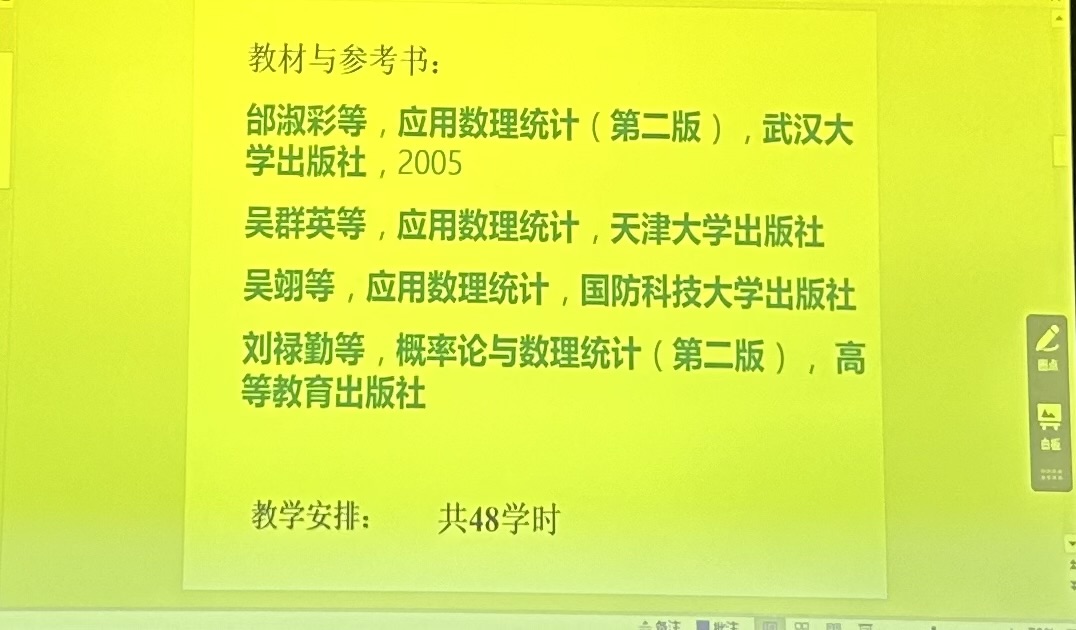 教材与参考书：
邰淑彩等，应用数理统计（第二版），武汉大
学出版社，2005
吴群英等，应用数理统计，天津大学出版社
吴翊等，应用数理统计，国防科技大学出版社
刘禄勤等，概率论与数理统计（第二版），高
等教育出版社
教学安排： 共48学时
圈点
白板
备注 批注